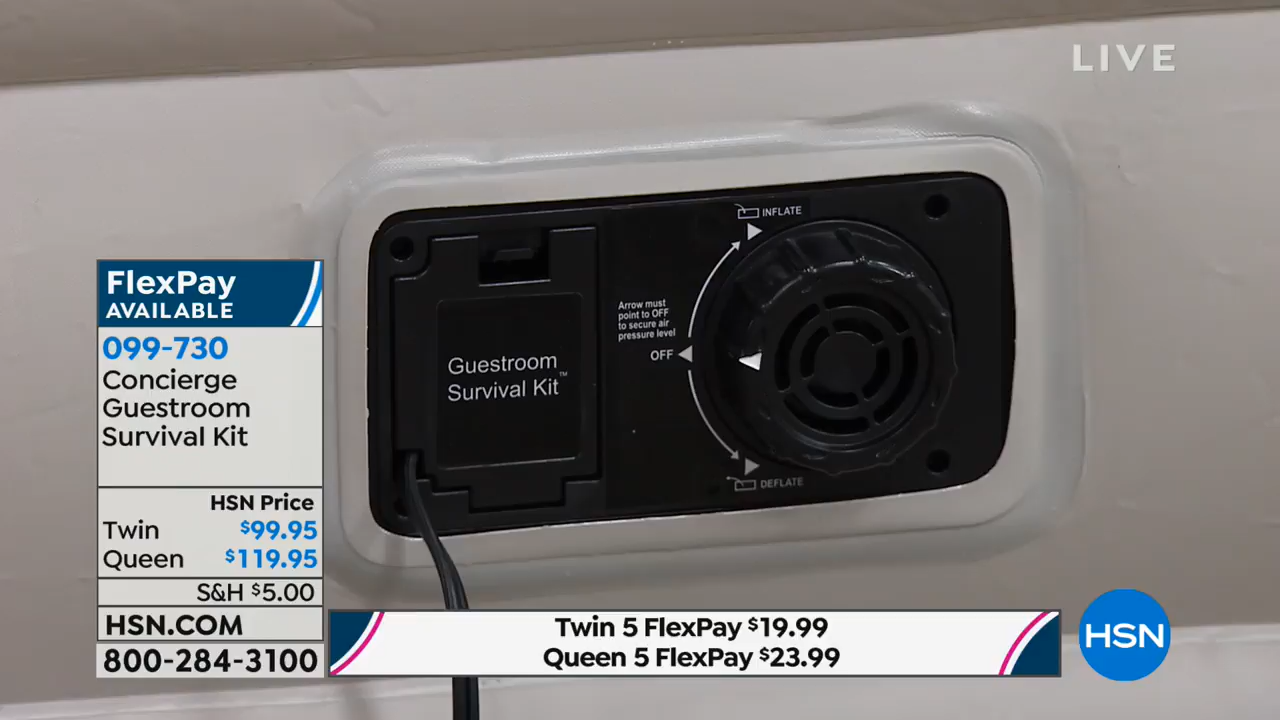 LIVE
INFLATE
Arrow must
point to OFF
to secure air
pressure level
OFF
DEFLATE
Guestroom
Survival Kit™
FlexPay
AVAILABLE
099-730
Concierge
Guestroom
Survival Kit
HSN Price
Twin $99.95
Queen $119.95
S&H $5.00
HSN.COM
800-284-3100
Twin 5 FlexPay $19.99
Queen 5 FlexPay $23.99
HSN